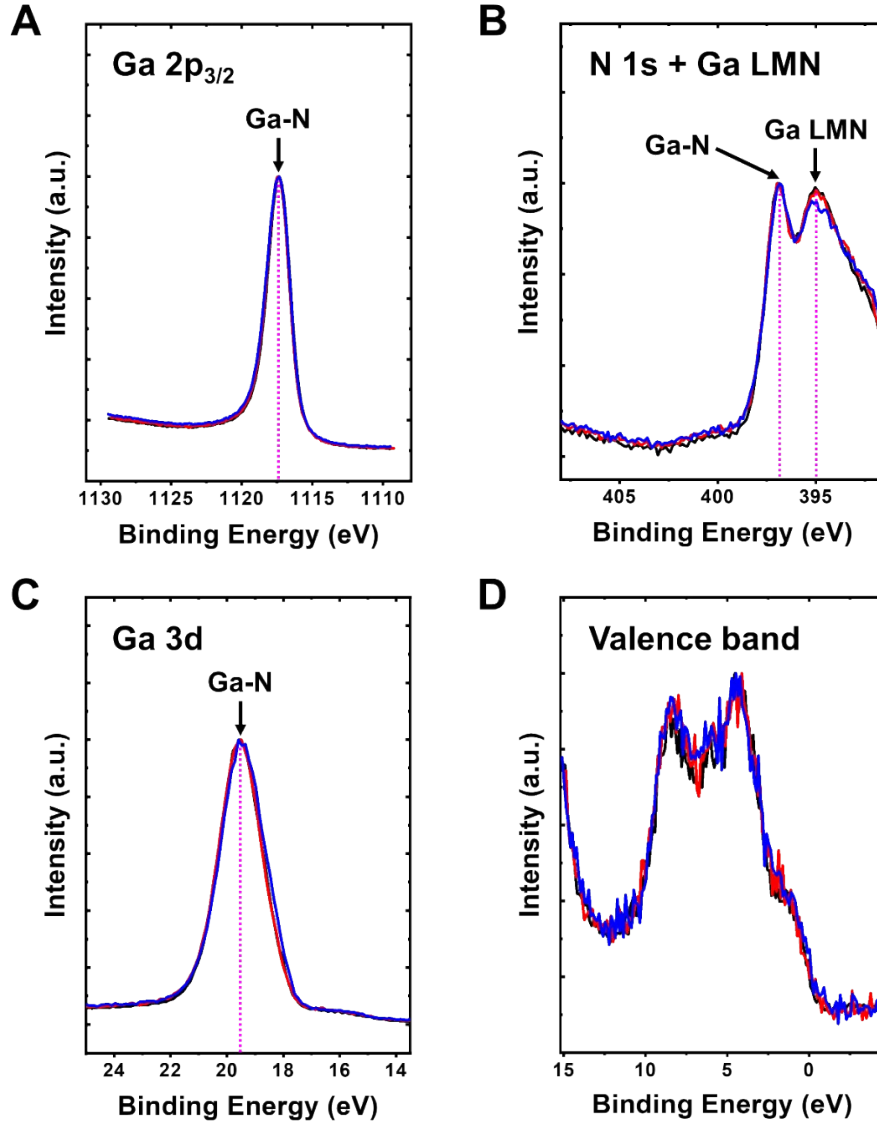 A
Ga 2p3/2
Ga-N
Intensity (a.u.)
1130 1125 1120 1115 1110
Binding Energy (eV)
B
N 1s + Ga LMN
Ga-N
Ga LMN
Intensity (a.u.)
405 400 395
Binding Energy (eV)
C
Ga 3d
Ga-N
Intensity (a.u.)
24 22 20 18 16 14
Binding Energy (eV)
D
Valence band
Intensity (a.u.)
15 10 5 0
Binding Energy (eV)